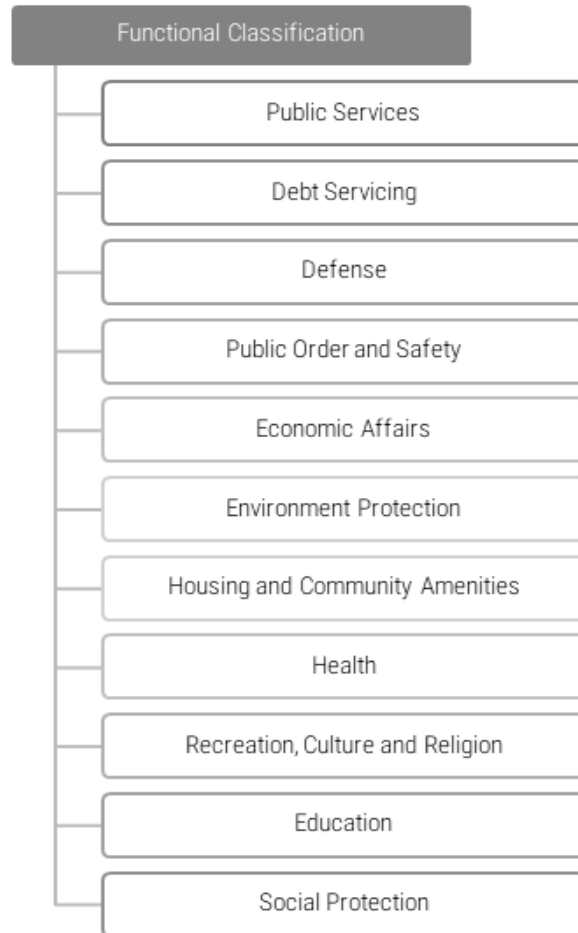 Functional Classification
Public Services
Debt Servicing
Defense
Public Order and Safety
Economic Affairs
Environment Protection
Housing and Community Amenities
Health
Recreation, Culture and Religion
Education
Social Protection